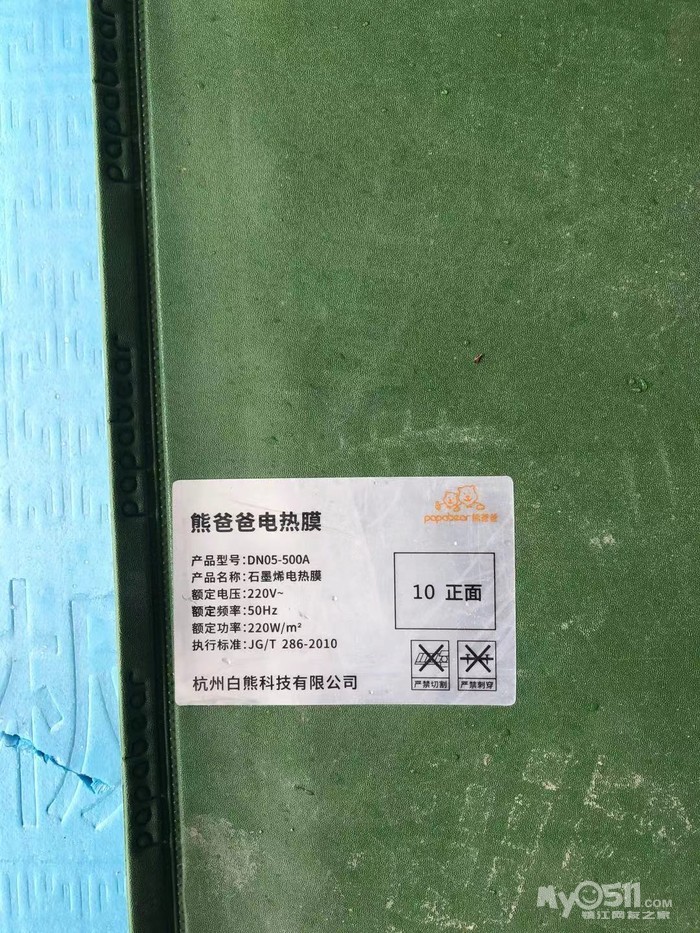 papabear
papabear
papabear
熊爸爸电热膜
papabear 熊爸爸
产品型号:DN05-500A
产品名称:石墨烯电热膜
额定电压:220V~
额定频率:50Hz
额定功率:220W/m²
执行标准:JG/T 286-2010
10 正面
严禁切割
严禁刺穿
杭州白熊科技有限公司
My0511.COM
镇江网友之家